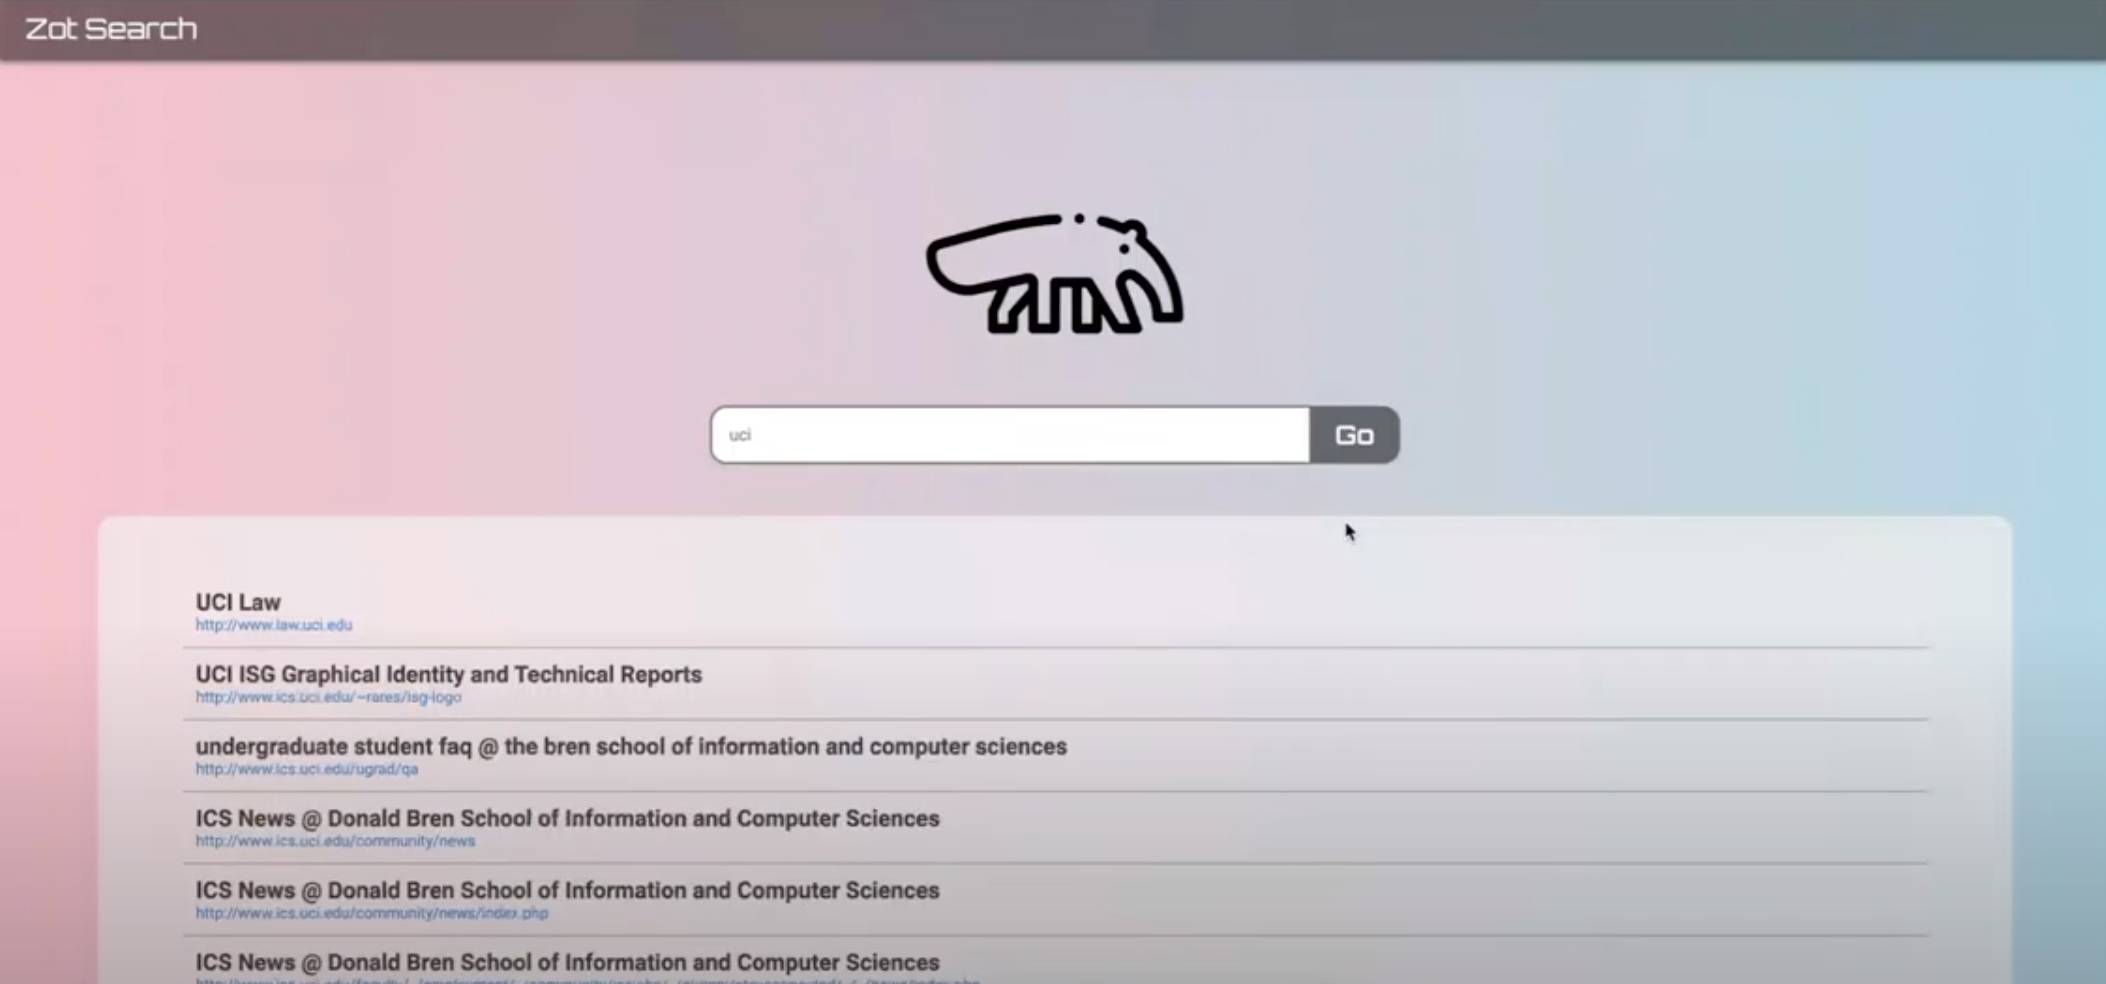 Zot Search
uci
Go
UCI Law
http://www.law.uci.edu
UCI ISG Graphical Identity and Technical Reports
http://www.ics.uci.edu/~rares/isg-logo
undergraduate student faq @ the bren school of information and computer sciences
http://www.ics.uci.edu/ugrad/qa
ICS News @ Donald Bren School of Information and Computer Sciences
http://www.ics.uci.edu/community/news
ICS News @ Donald Bren School of Information and Computer Sciences
http://www.ics.uci.edu/community/news/index.php
ICS News @ Donald Bren School of Information and Computer Sciences